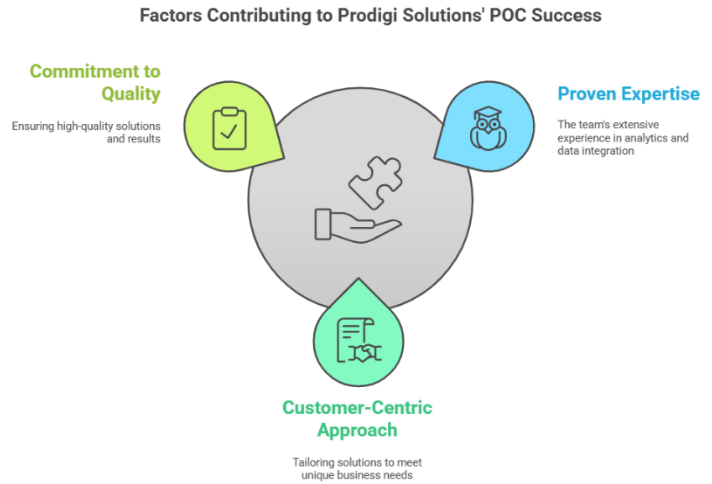 Factors Contributing to Prodigi Solutions' POC Success
Commitment to
Quality
Ensuring high-quality solutions
and results
Proven Expertise
The team's extensive
experience in analytics and
data integration
Customer-Centric
Approach
Tailoring solutions to meet
unique business needs